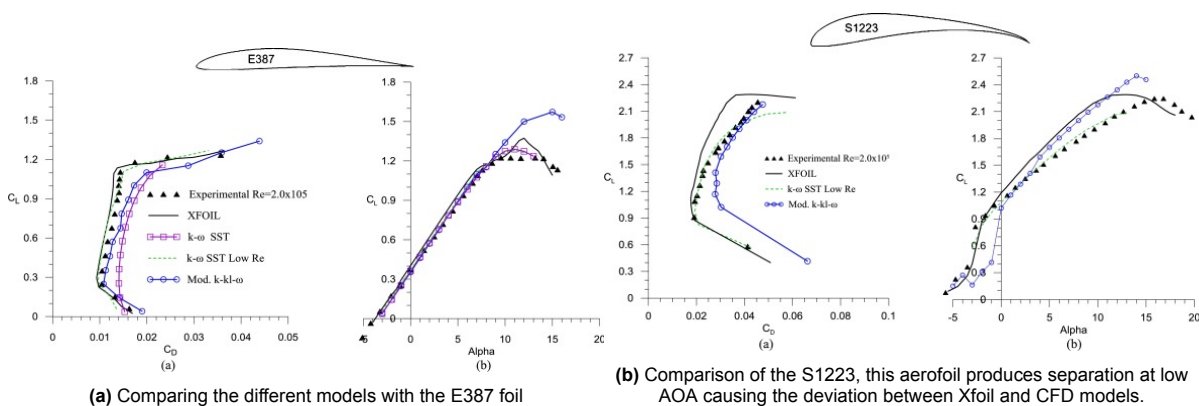 E387
1.8
1.5
1.2
C_L
0.9
0.6
0.3
0
0
0.01
0.02
0.03
0.04
0.05
C_D
(a)
Experimental Re=2.0x105
XFOIL
k-ω SST
k-ω SST Low Re
Mod. k-kl-ω
1.8
1.5
1.2
C_L
0.9
0.6
0.3
0.0
-5
0
5
10
15
20
Alpha
(b)
(a) Comparing the different models with the E387 foil
S1223
2.7
2.4
2.1
1.8
C_L
1.5
1.2
0.9
0.6
0.3
0
0
0.02
0.04
0.06
0.08
0.1
C_D
(a)
Experimental Re=2.0x10⁵
XFOIL
k-ω SST Low Re
Mod. k-kl-ω
2.7
2.4
2.1
1.8
C_L
1.5
1.2
0.9
0.6
0.3
0
-5
0
5
10
15
20
Alpha
(b)
(b) Comparison of the S1223, this aerofoil produces separation at low
AOA causing the deviation between Xfoil and CFD models.